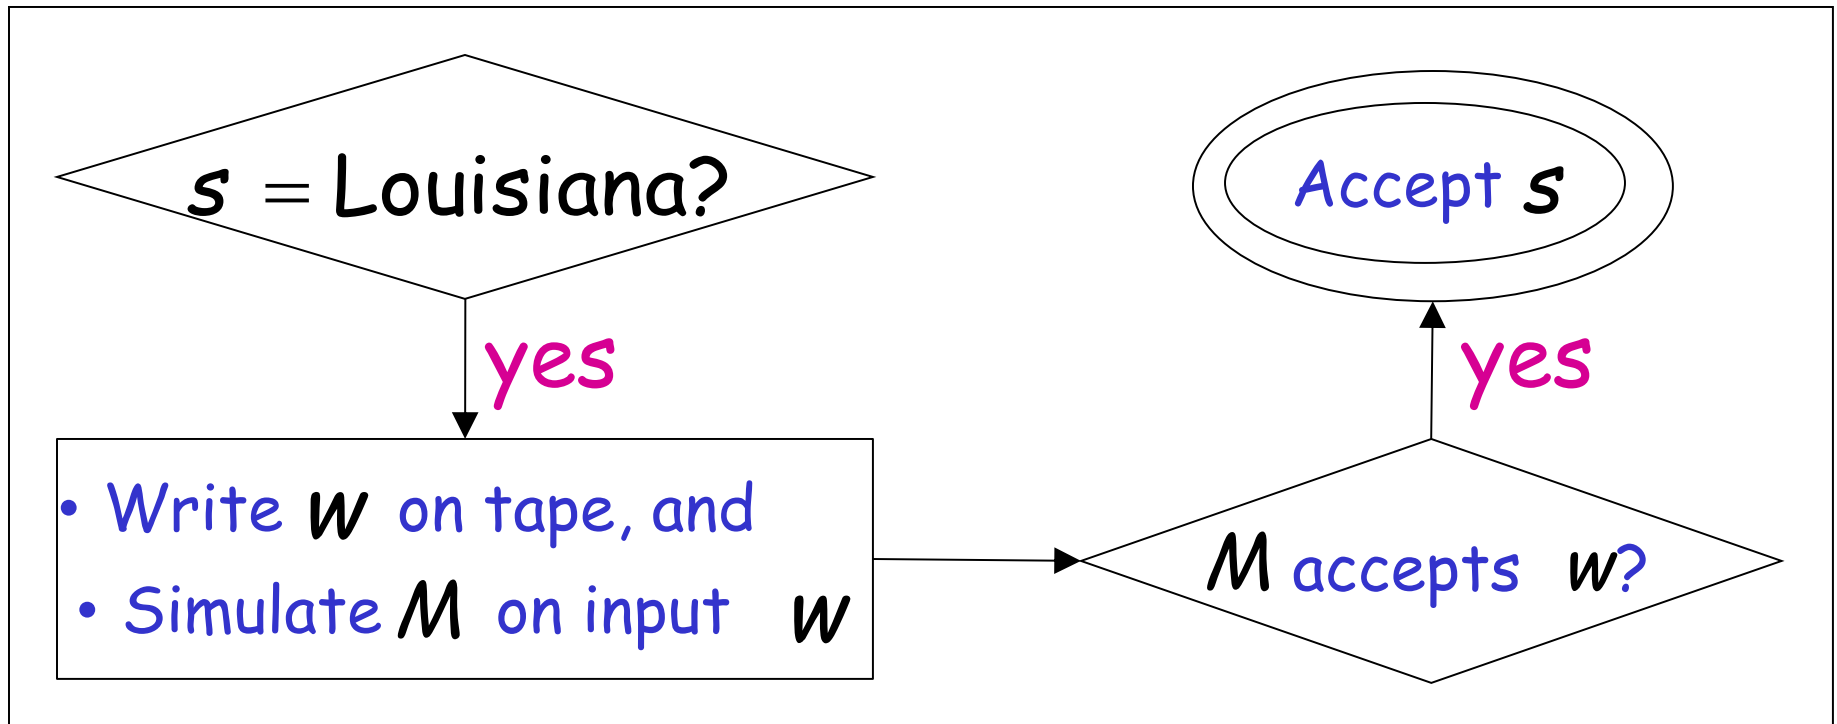 s = Louisiana?
yes
• Write w on tape, and
• Simulate M on input w
M accepts w?
yes
Accept s